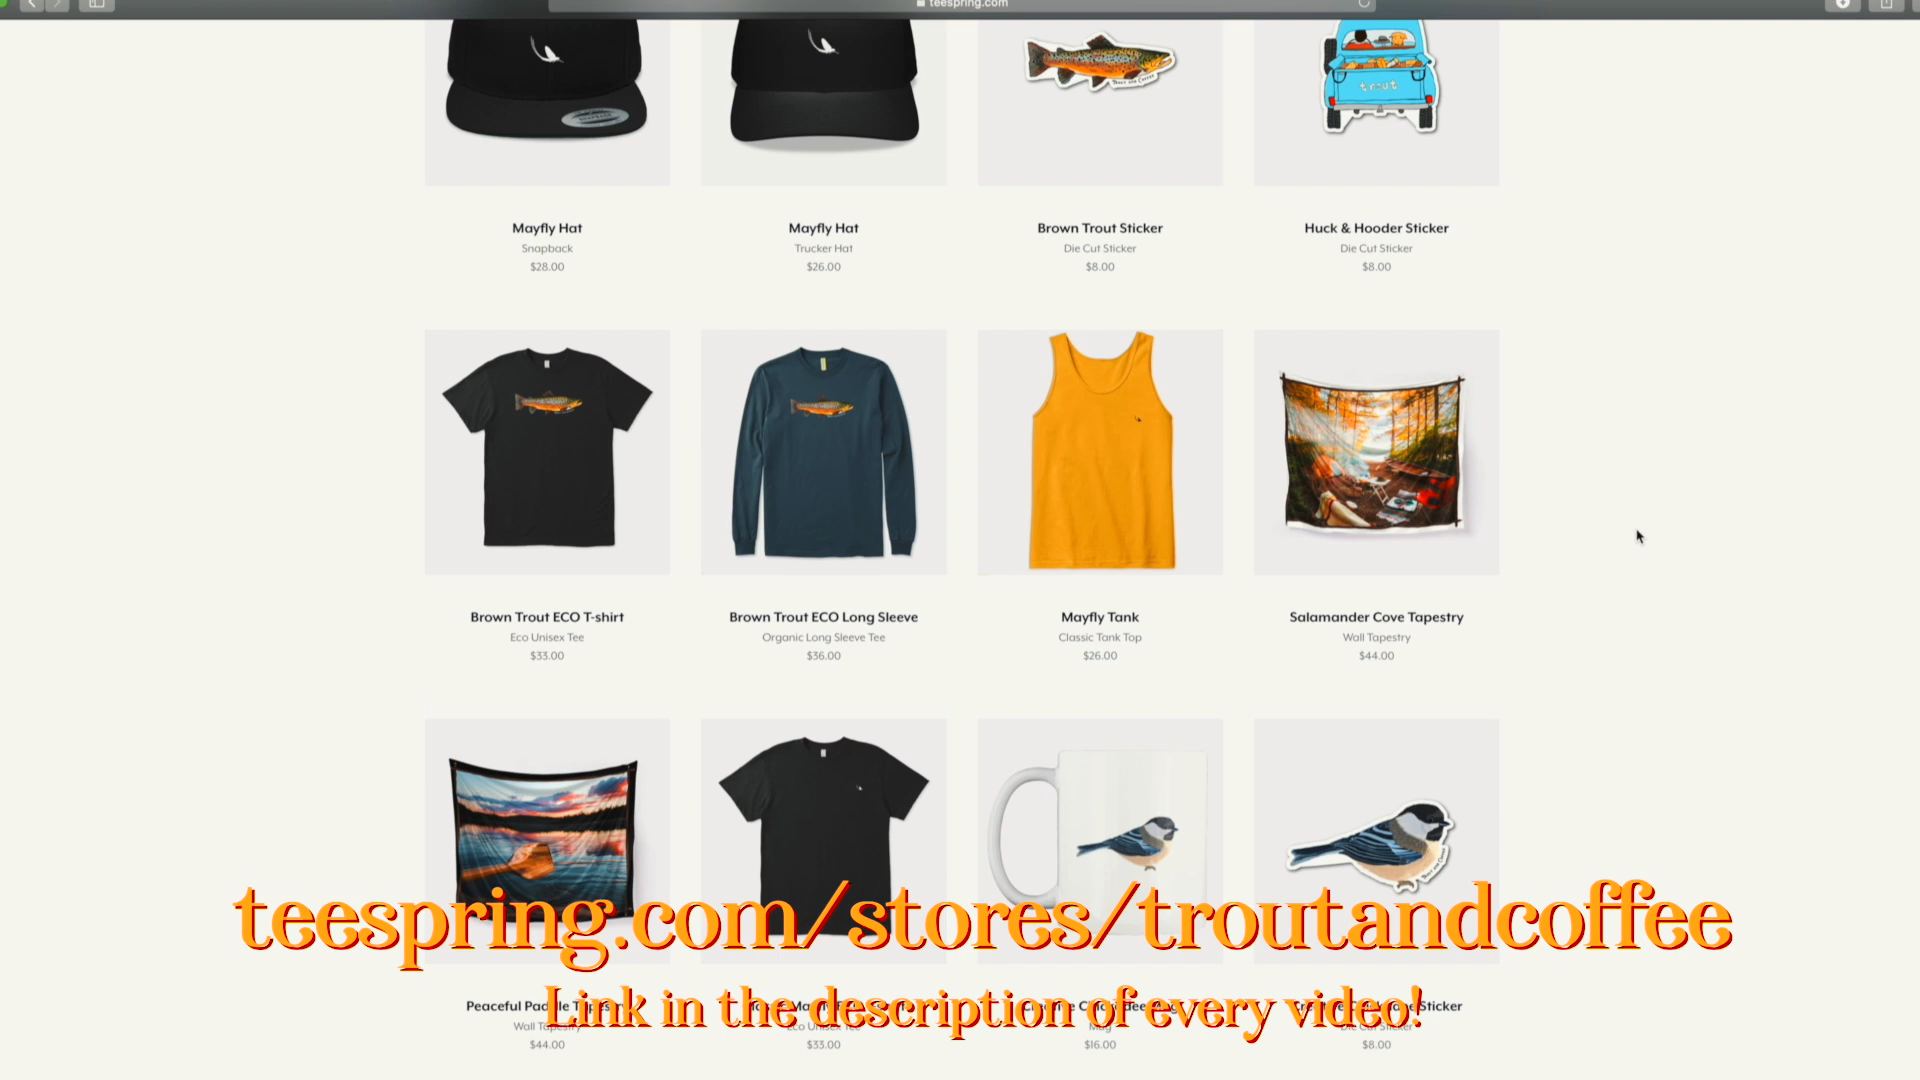 teespring.com
SNAPBACK
trout
Mayfly Hat
Snapback
$28.00
Mayfly Hat
Trucker Hat
$26.00
Brown Trout Sticker
Die Cut Sticker
$8.00
Huck & Hooder Sticker
Die Cut Sticker
$8.00
Brown Trout ECO T-shirt
Eco Unisex Tee
$33.00
Brown Trout ECO Long Sleeve
Organic Long Sleeve Tee
$36.00
Mayfly Tank
Classic Tank Top
$26.00
Salamander Cove Tapestry
Wall Tapestry
$44.00
teespring.com/stores/troutandcoffee
Link in the description of every video!
Peaceful Paddle Tapestry
Wall Tapestry
$44.00
Eco Unisex Tee
$33.00
Mug
$16.00
Sticker
Die Cut Sticker
$8.00